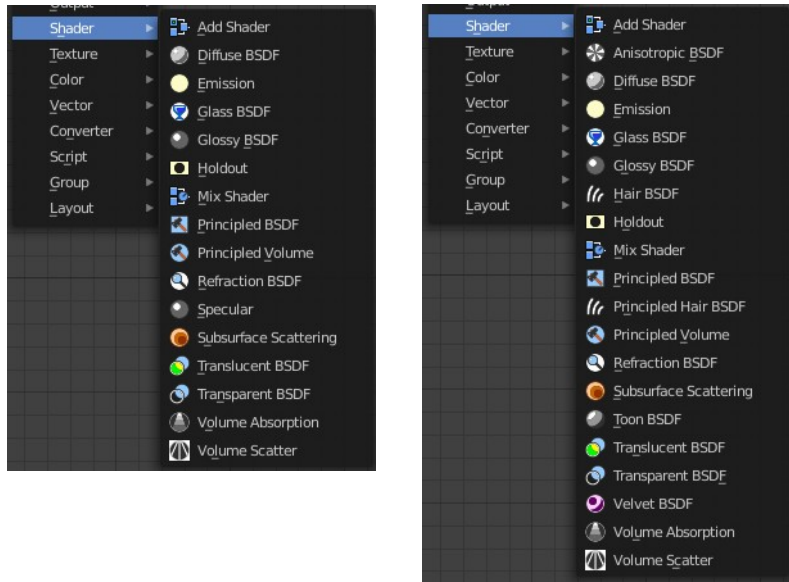 Output
Shader
Texture
Color
Vector
Converter
Script
Group
Layout
Add Shader
Diffuse BSDF
Emission
Glass BSDF
Glossy BSDF
Holdout
Mix Shader
Principled BSDF
Principled Volume
Refraction BSDF
Specular
Subsurface Scattering
Translucent BSDF
Transparent BSDF
Volume Absorption
Volume Scatter
Shader
Texture
Color
Vector
Converter
Script
Group
Layout
Add Shader
Anisotropic BSDF
Diffuse BSDF
Emission
Glass BSDF
Glossy BSDF
Hair BSDF
Holdout
Mix Shader
Principled BSDF
Principled Hair BSDF
Principled Volume
Refraction BSDF
Subsurface Scattering
Toon BSDF
Translucent BSDF
Transparent BSDF
Velvet BSDF
Volume Absorption
Volume Scatter